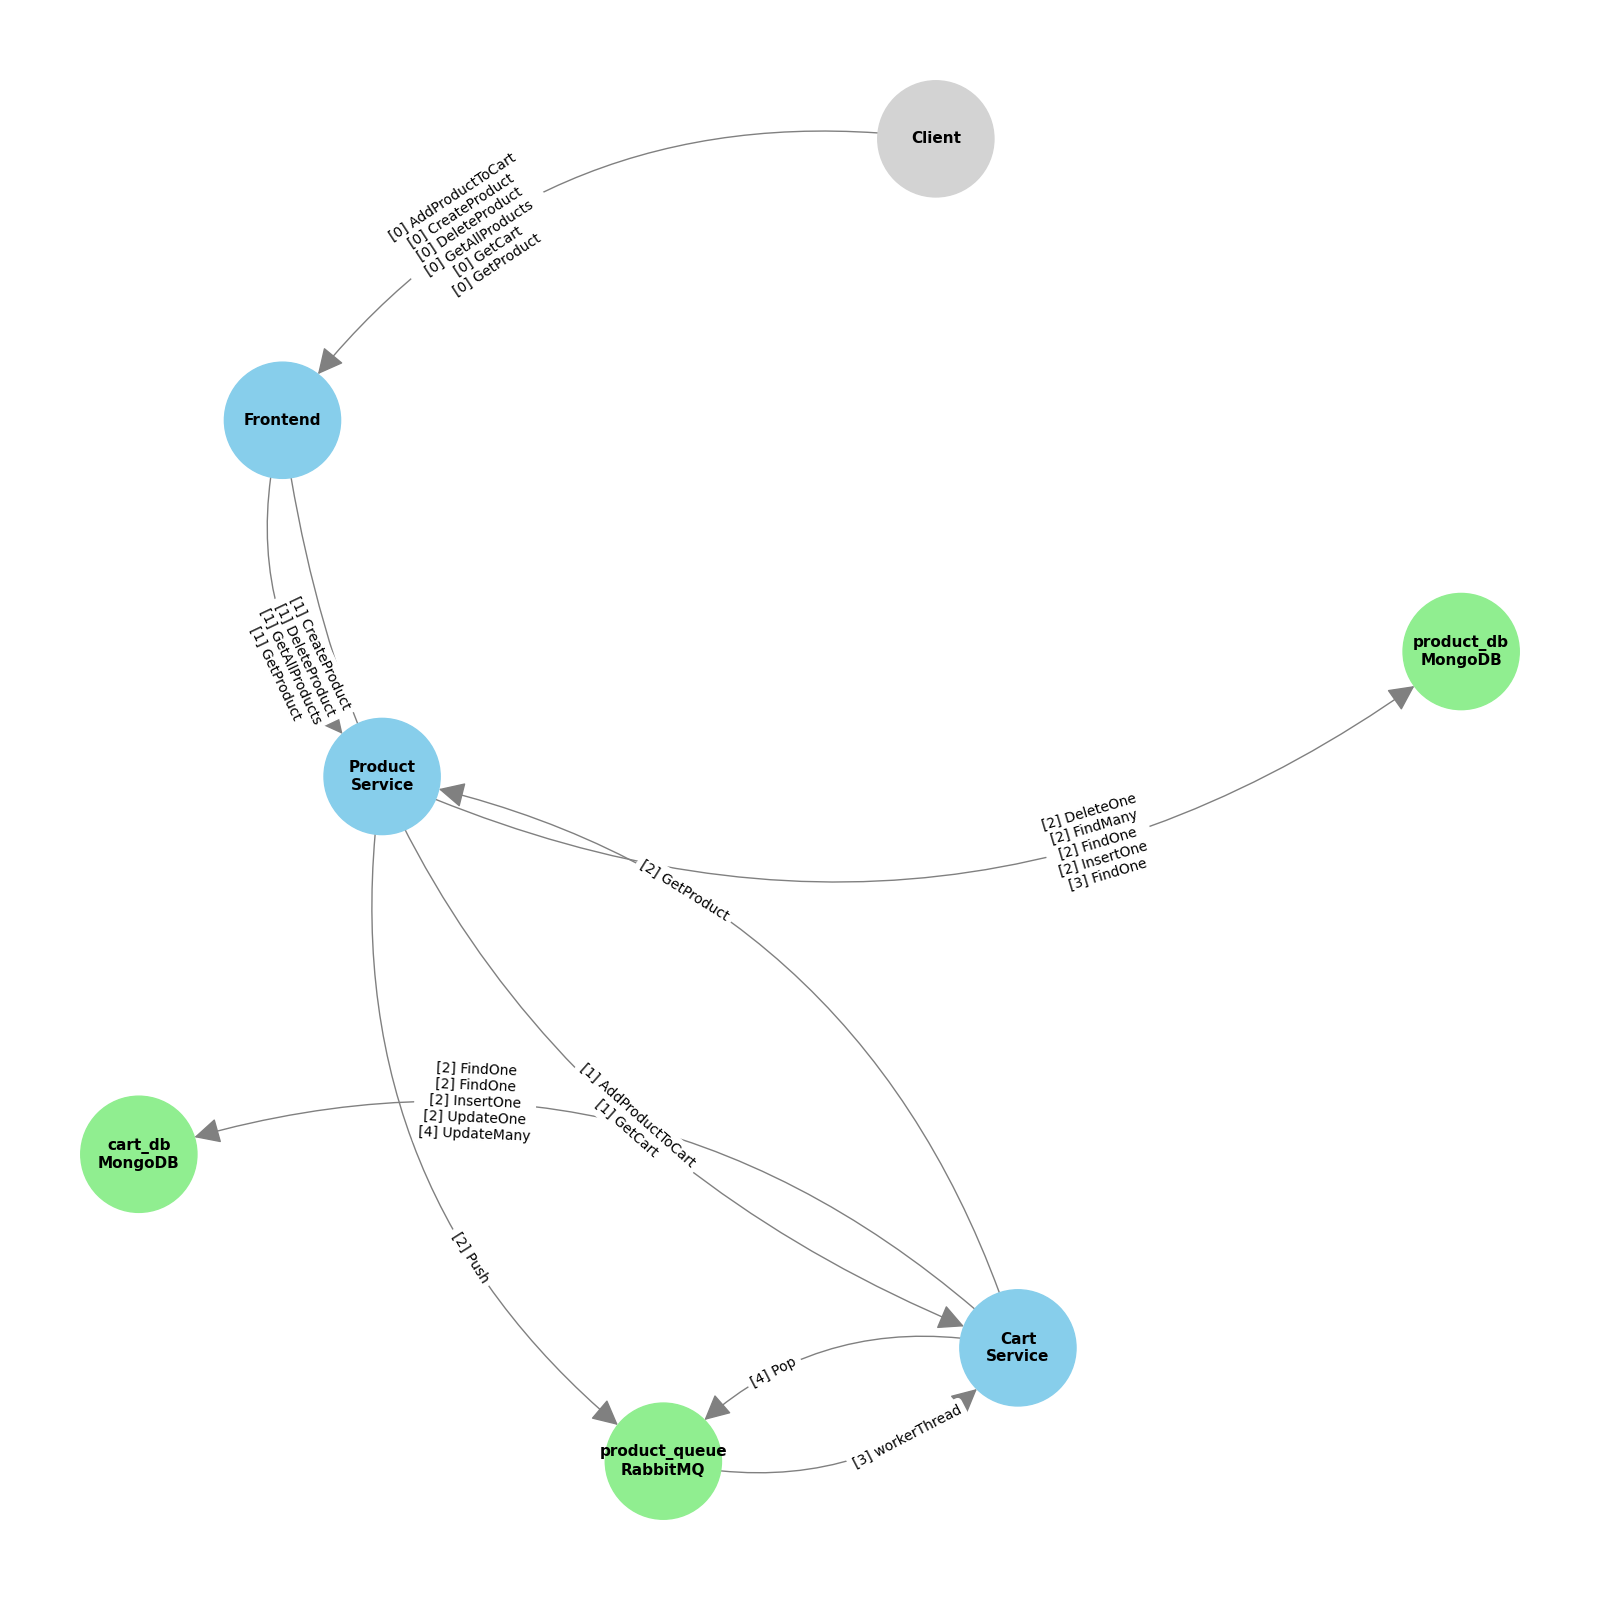 Client
[0] AddProductToCart
[0] CreateProduct
[0] DeleteProduct
[0] GetAllProducts
[0] GetCart
[0] GetProduct
Frontend
[1] CreateProduct
[1] DeleteProduct
[1] GetAllProducts
[1] GetProduct
product_db
MongoDB
Product
Service
[2] DeleteOne
[2] FindMany
[2] FindOne
[2] InsertOne
[3] FindOne
[2] GetProduct
[2] FindOne
[2] FindOne
[2] InsertOne
[2] UpdateOne
[4] UpdateMany
[1] AddProductToCart
[1] GetCart
cart_db
MongoDB
[2] Push
Cart
Service
[4] Pop
[3] workerThread
product_queue
RabbitMQ